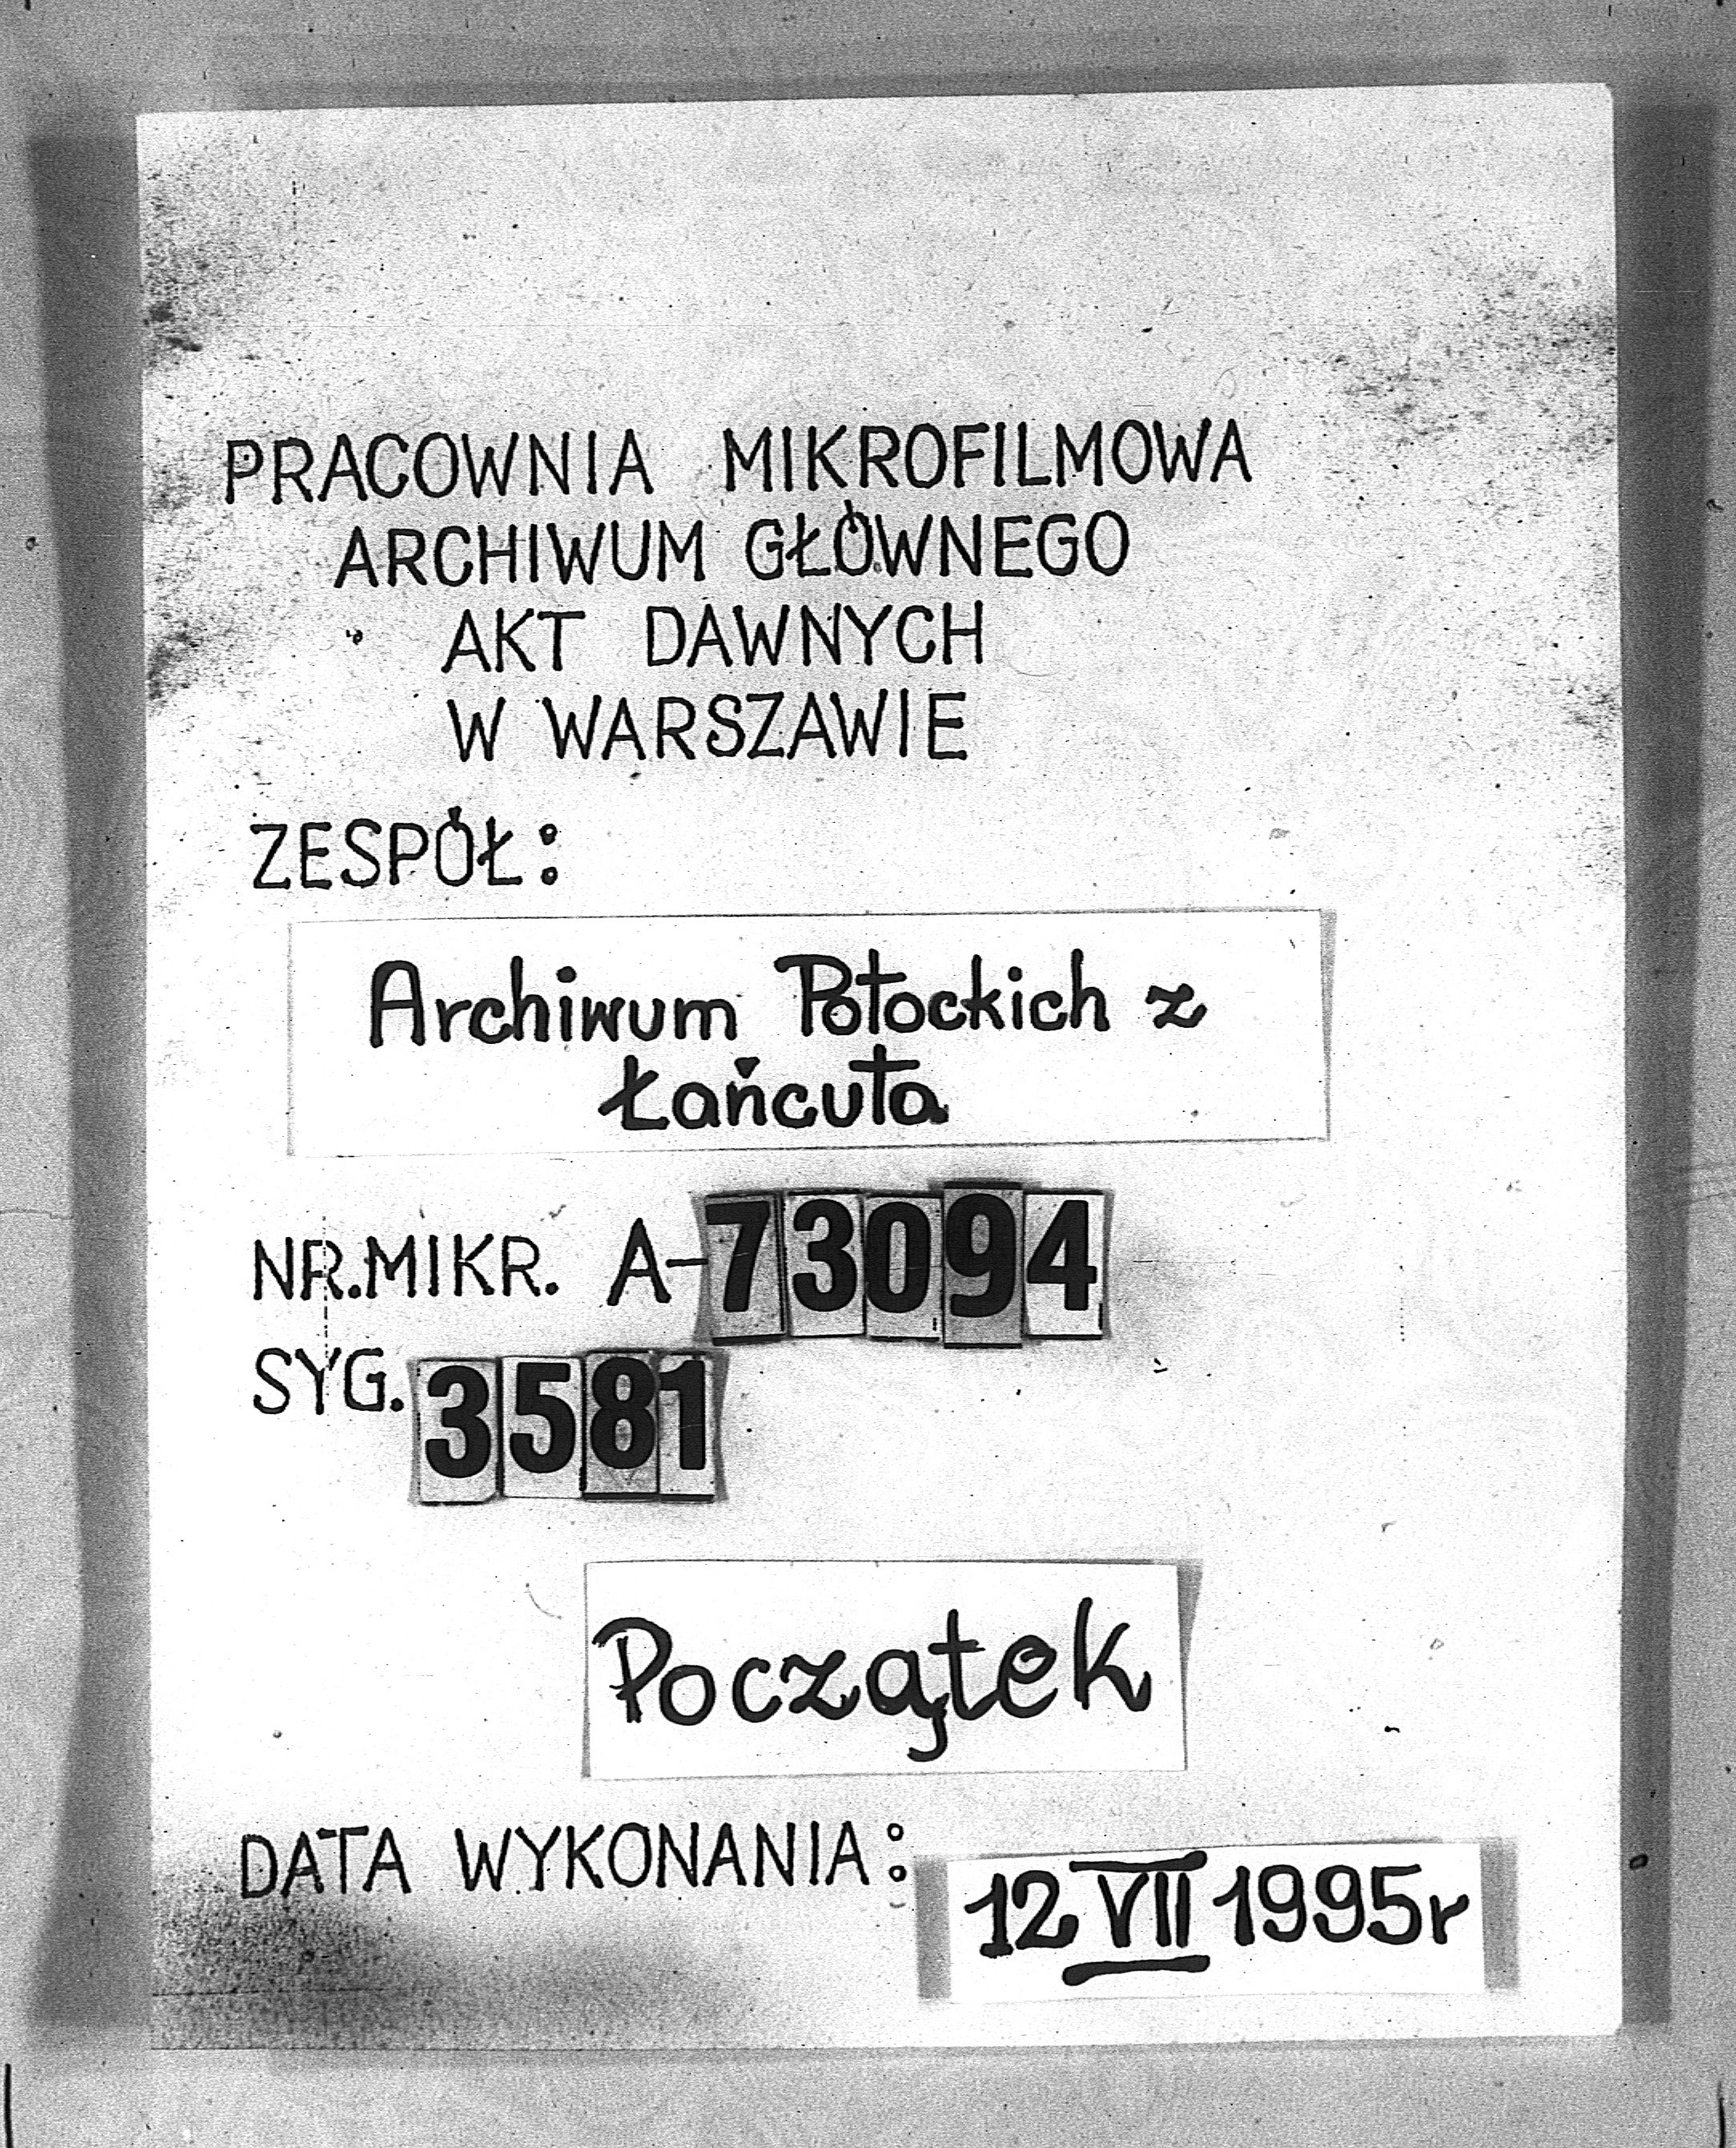 PRACOWNIA MIKROFILMOWA
ARCHIWUM GŁÓWNEGO
AKT DAWNYCH
W WARSZAWIE
ZESPÓŁ:
Archiwum Potockich z
Łańcuta
NR.MIKR. A-73094
SYG. 3581
Początek
DATA WYKONANIA: 12 VII 1995r